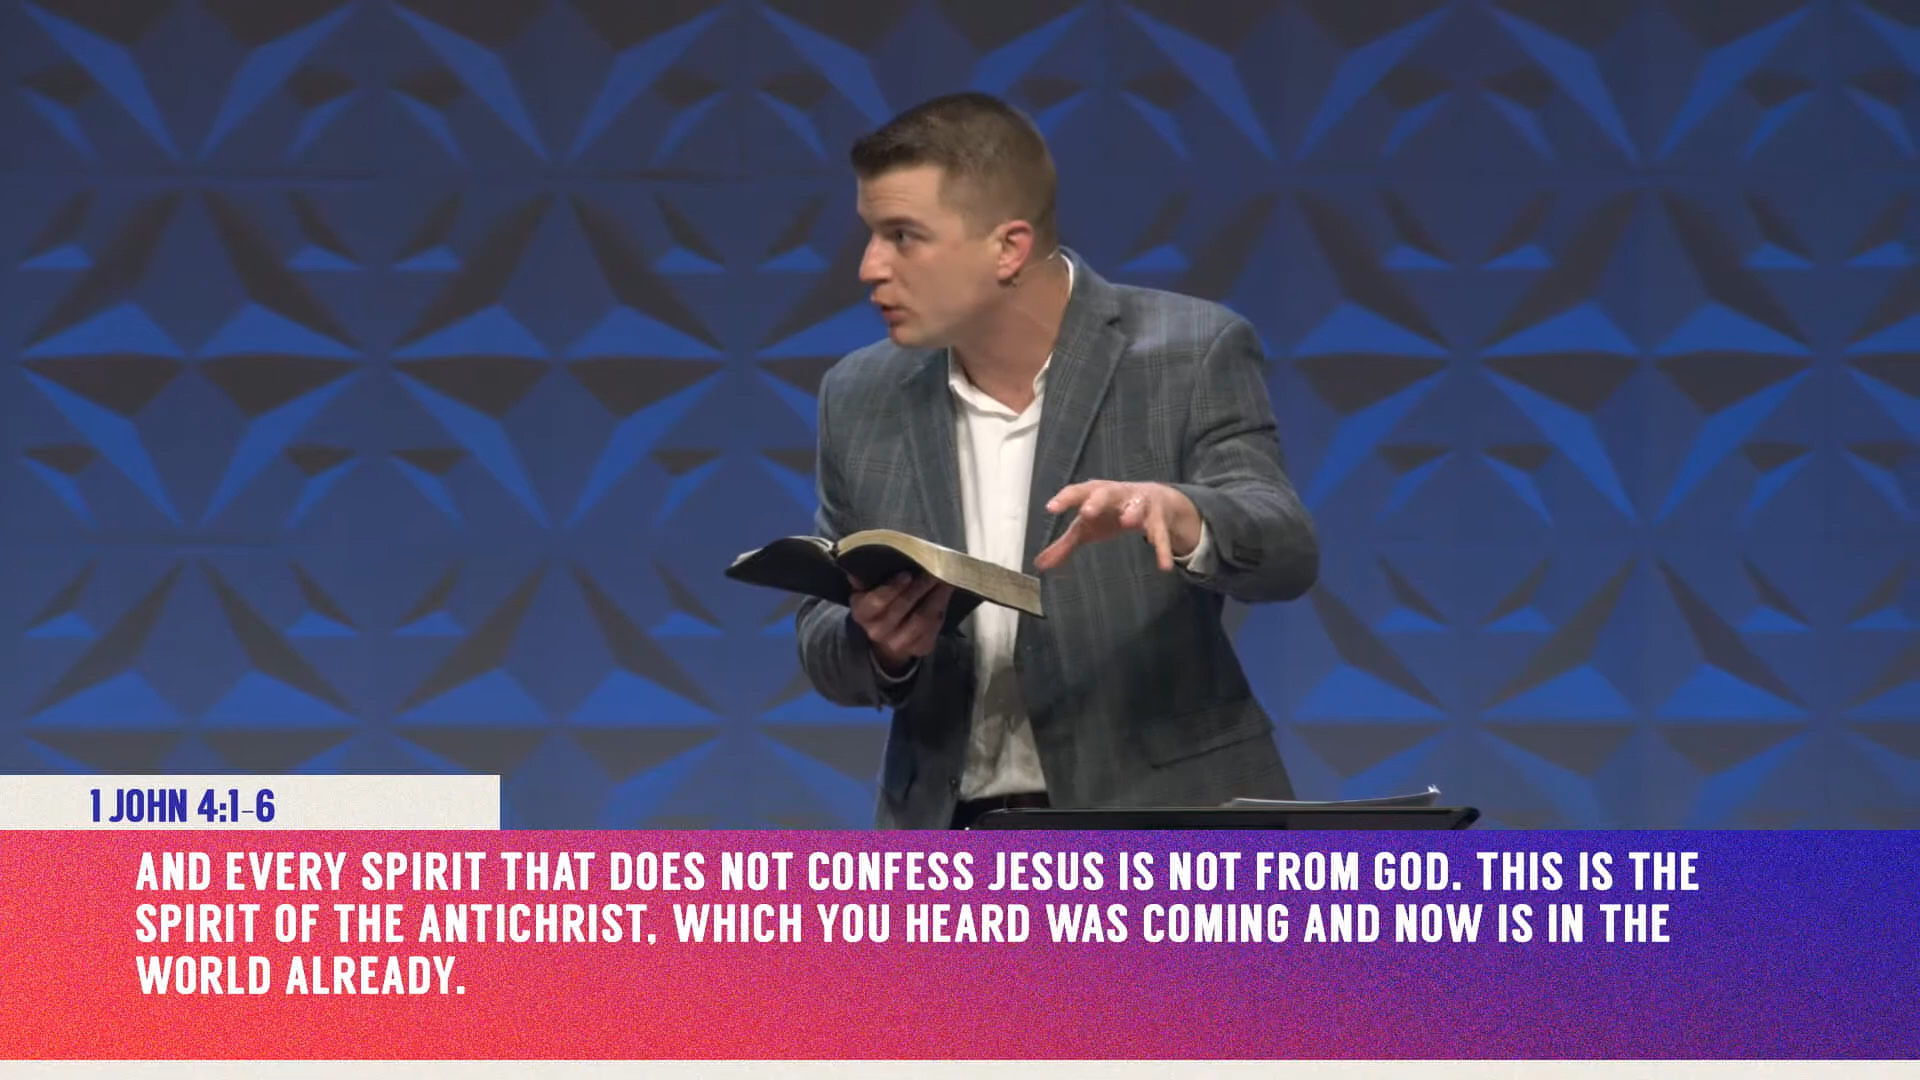 1 JOHN 4:1-6
AND EVERY SPIRIT THAT DOES NOT CONFESS JESUS IS NOT FROM GOD. THIS IS THE
SPIRIT OF THE ANTICHRIST, WHICH YOU HEARD WAS COMING AND NOW IS IN THE
WORLD ALREADY.